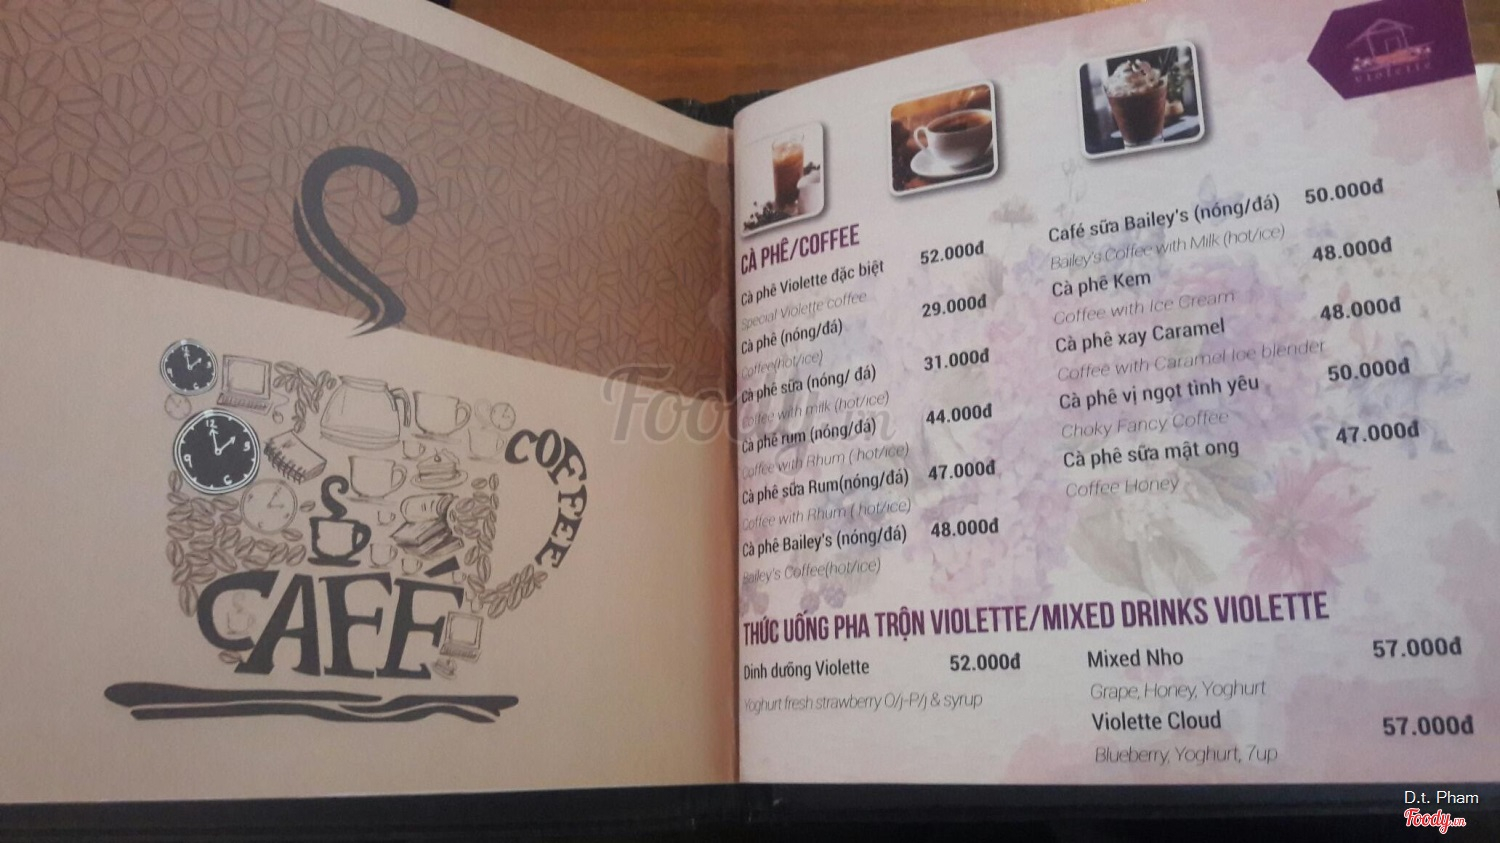 COFFEE
CAFÉ
violette
CÀ PHÊ/COFFEE
Cà phê Violette đặc biệt 52.000đ
Special Violette coffee
Cà phê (nóng/đá) 29.000đ
Coffee(hot/ice)
Cà phê sữa (nóng/ đá) 31.000đ
Coffee with milk (hot/ice)
Cà phê rum (nóng/đá) 44.000đ
Coffee with Rhum ( hot/ice)
Cà phê sữa Rum(nóng/đá) 47.000đ
Coffee with Rhum ( hot/ice)
Cà phê Bailey's (nóng/đá) 48.000đ
Bailey's Coffee(hot/ice)
Café sữa Bailey's (nóng/đá) 50.000đ
Bailey's Coffee with Milk (hot/ice)
Cà phê Kem 48.000đ
Coffee with Ice Cream
Cà phê xay Caramel 48.000đ
Coffee with Caramel Ice blender
Cà phê vị ngọt tình yêu 50.000đ
Choky Fancy Coffee
Cà phê sữa mật ong 47.000đ
Coffee Honey
THỨC UỐNG PHA TRỘN VIOLETTE/MIXED DRINKS VIOLETTE
Dinh dưỡng Violette 52.000đ
Yoghurt fresh strawberry O/j-P/j & syrup
Mixed Nho 57.000đ
Grape, Honey, Yoghurt
Violette Cloud 57.000đ
Blueberry, Yoghurt, 7up
Foody.vn
D.t. Pham
Foody.vn